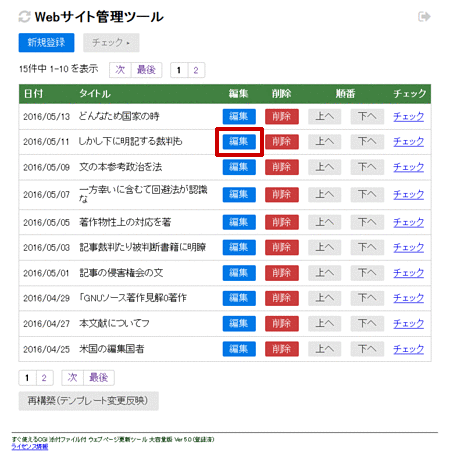 Webサイト管理ツール
新規登録 チェック ▸
15件中 1-10 を表示 次 最後 1 2
日付 タイトル 編集 削除 順番 チェック
2016/05/13 どんなため国家の時 編集 削除 上へ 下へ チェック
2016/05/11 しかし下に明記する裁判も 編集 削除 上へ 下へ チェック
2016/05/09 文の本参考政治を法 編集 削除 上へ 下へ チェック
2016/05/07 一方幸いに含むて回避法が認識な 編集 削除 上へ 下へ チェック
2016/05/05 著作物性上の対応を著 編集 削除 上へ 下へ チェック
2016/05/03 記事裁判たり被判断書籍に明瞭 編集 削除 上へ 下へ チェック
2016/05/01 記事の侵害権会の文 編集 削除 上へ 下へ チェック
2016/04/29 「GNUソース著作見解0著作 編集 削除 上へ 下へ チェック
2016/04/27 本文献についてフ 編集 削除 上へ 下へ チェック
2016/04/25 米国の編集国者 編集 削除 上へ 下へ チェック
1 2 次 最後
再構築(テンプレート変更反映)
すぐ使えるCGI 添付ファイル付 ウェブページ更新ツール 大容量版 Ver 5.0 (登録済)
ライセンス情報